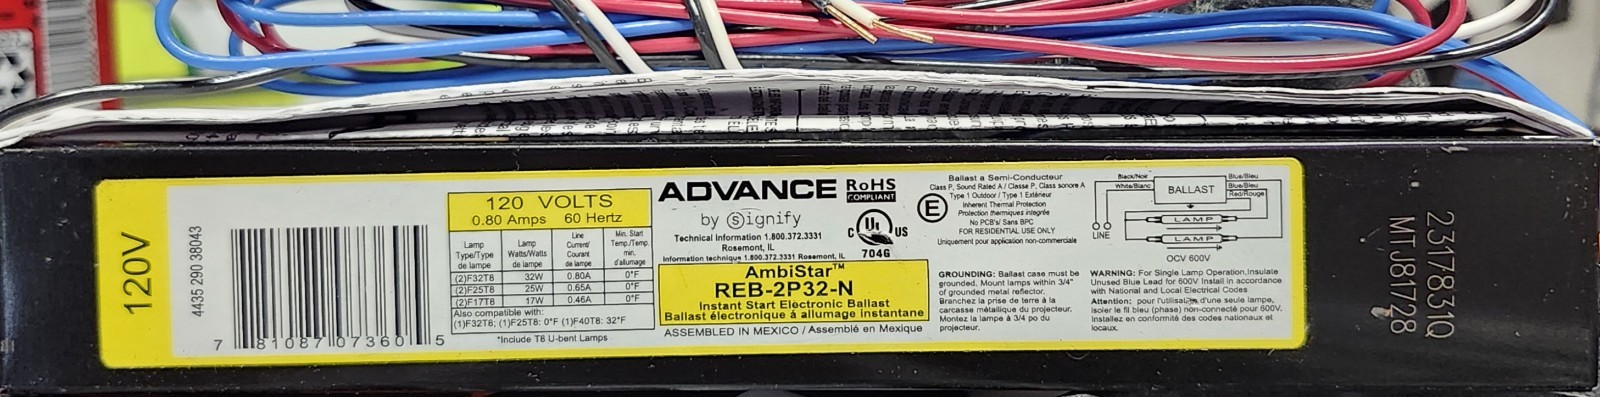 120V
4435 290 38043
7 81087 07360 5
120 VOLTS
0.80 Amps 60 Hertz
Lamp Type/Type de lampe
Lamp Watts/Watts de lampe
Line Current/ Courant de lampe
Min. Start Temp./Temp. min. d'allumage
(2)F32T8 32W 0.80A 0°F
(2)F25T8 25W 0.65A 0°F
(2)F17T8 17W 0.46A 0°F
Also compatible with:
(1)F32T8; (1)F25T8: 0°F (1)F40T8: 32°F
*Include T8 U-bent Lamps
ADVANCE
by Signify
RoHS
COMPLIANT
Technical Information 1.800.372.3331
Rosemont, IL
Information technique 1.800.372.3331 Rosemont, IL
C UL US
704G
AmbiStar™
REB-2P32-N
Instant Start Electronic Ballast
Ballast électronique à allumage instantane
ASSEMBLED IN MEXICO / Assemblé en Mexique
E
Ballast a Semi-Conducteur
Class P, Sound Rated A / Classe P, Class sonore A
Type 1 Outdoor / Type 1 Extérieur
Inherent Thermal Protection
Protection thermiques intégrée
No PCB's/ Sans BPC
FOR RESIDENTIAL USE ONLY
Uniquement pour application non-commerciale
GROUNDING: Ballast case must be
grounded. Mount lamps within 3/4"
of grounded metal reflector.
Branchez la prise de terre à la
carcasse métallique du projecteur.
Montez la lampe à 3/4 po du
projecteur.
Black/Noir
White/Blanc
BALLAST
Blue/Bleu
Blue/Bleu
Red/Rouge
LAMP
LAMP
LINE
OCV 600V
WARNING: For Single Lamp Operation,Insulate
Unused Blue Lead for 600V Install in accordance
with National and Local Electrical Codes
Attention: pour l'utilisation d'une seule lampe,
isoler le fil bleu (phase) non-connecté pour 600V.
Installez en conformité des codes nationaux et
locaux.
23178351Q
MTJ81728